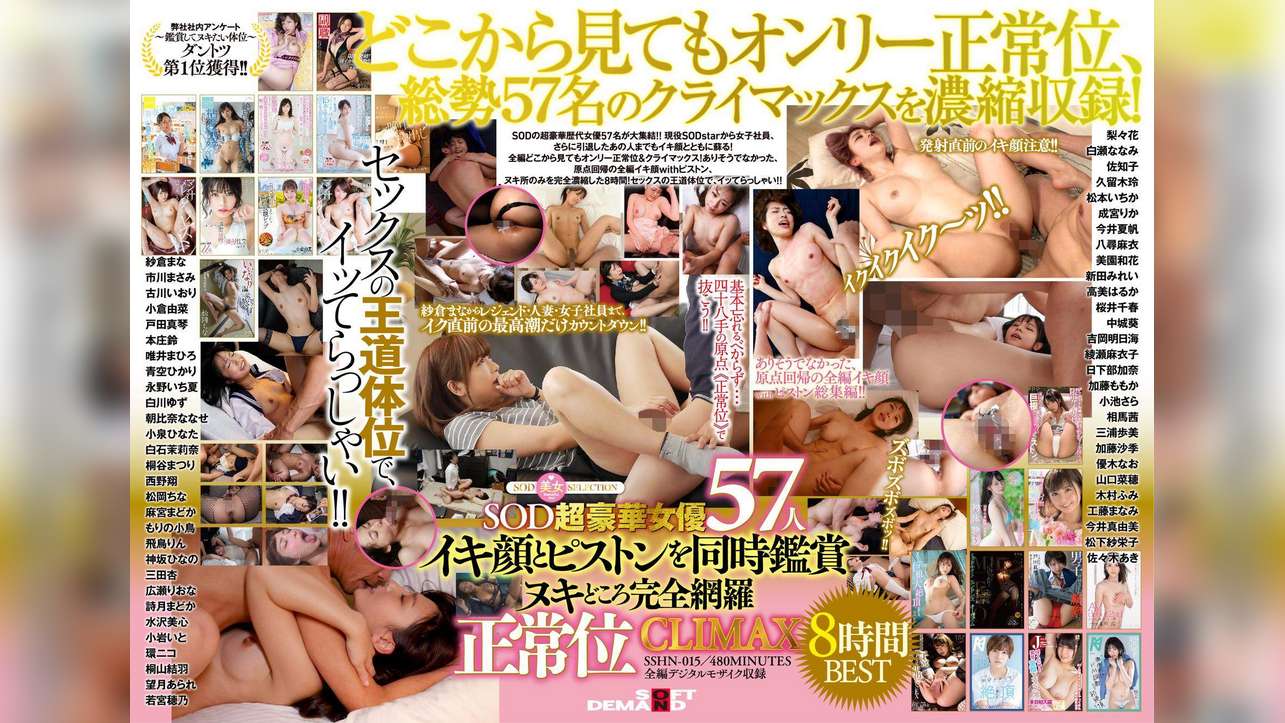 弊社社内アンケート
～鑑賞してヌキたい体位～
ダントツ
第1位獲得!!
どこから見てもオンリー正常位、
総勢57名のクライマックスを濃縮収録!
SODの超豪華歴代女優57名が大集結!! 現役SODstarから女子社員、
さらに引退したあの人までもイキ顔とともに蘇る!
全編どこから見てもオンリー正常位&クライマックス!ありそうでなかった、
原点回帰の全編イキ顔withピストン、
ヌキ所のみを完全濃縮した8時間!セックスの王道体位で、イッてらっしゃい!!
発射直前のイキ顔注意!!
イクイクイク～ツ!!
セックスの王道体位で、
イッてらっしゃい!!
紗倉まなからレジェンド・人妻・女子社員まで、
イク直前の最高潮だけカウントダウン!!
基本忘れるべからず…
四十八手の原点《正常位》で
抜こう!!
ありそうでなかった、
原点回帰の全編イキ顔
withピストン総集編!!
ズボズボズボッ!!
紗倉まな
市川まさみ
古川いおり
小倉由菜
戸田真琴
本庄鈴
唯井まひろ
青空ひかり
永野いち夏
白川ゆず
朝比奈ななせ
小泉ひなた
白石茉莉奈
桐谷まつり
西野翔
松岡ちな
麻宮まどか
もりの小鳥
飛鳥りん
神坂ひなの
三田杏
広瀬りおな
詩月まどか
水沢美心
小岩いと
環ニコ
桐山結羽
望月あられ
若宮穂乃
梨々花
白瀬ななみ
佐知子
久留木玲
松本いちか
成宮りか
今井夏帆
八尋麻衣
美園和花
新田みれい
高美はるか
桜井千春
中城葵
吉岡明日海
綾瀬麻衣子
日下部加奈
加藤ももか
小池さら
相馬茜
三浦歩美
加藤沙季
優木なお
山口菜穂
木村ふみ
工藤まなみ
今井真由美
松下紗栄子
佐々木あき
SOD 美女 SELECTION
SOD超豪華女優57人
イキ顔とピストンを同時鑑賞
ヌキどころ完全網羅
正常位 CLIMAX
8時間
BEST
SSHN-015/480MINUTES
全編デジタルモザイク収録
SOFT
ON
DEMAND